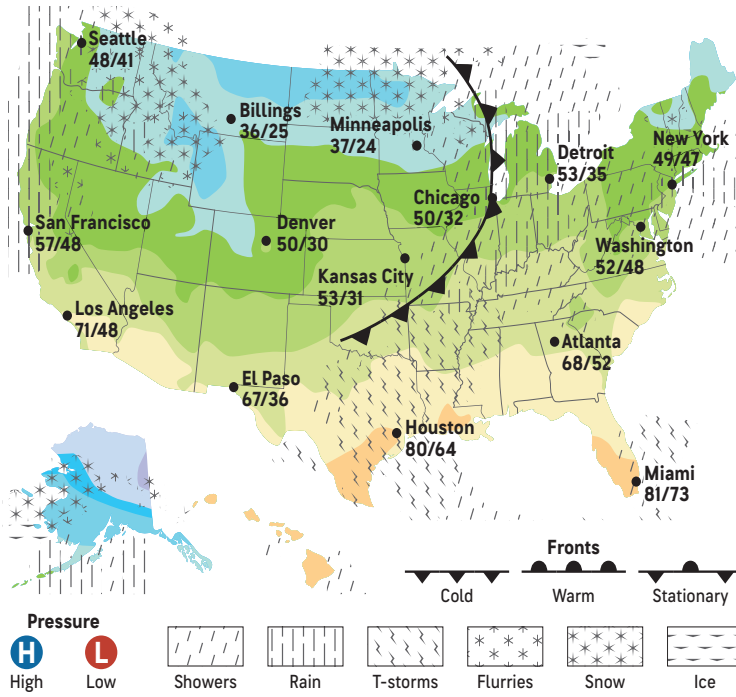 Seattle
48/41
Billings
36/25
Minneapolis
37/24
New York
49/47
Detroit
53/35
Chicago
50/32
San Francisco
57/48
Denver
50/30
Washington
52/48
Kansas City
53/31
Los Angeles
71/48
Atlanta
68/52
El Paso
67/36
Houston
80/64
Miami
81/73
Fronts
Cold
Warm
Stationary
Pressure
H
High
L
Low
Showers
Rain
T-storms
Flurries
Snow
Ice